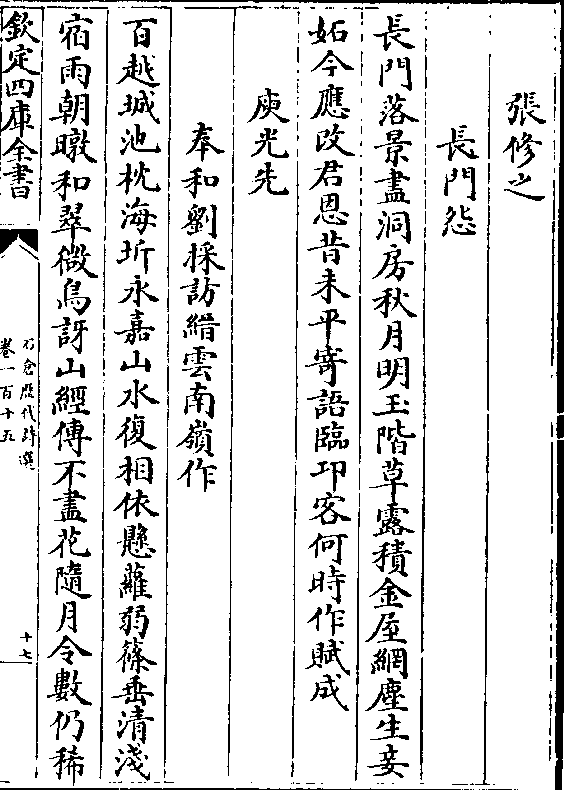 張修之
長門怨
長門落景盡洞房秋月明玉階草露積金屋網塵生妾
妬今應改君恩昔未平寄語臨卭客何時作賦成
庾光先
奉和劉採訪縉雲南嶺作
百越城池枕海圻永嘉山水復相依懸蘿弱篠垂清淺
宿雨朝暾和翠微鳥訝山經傳不盡花隨月令數仍稀
欽定四庫全書
石倉歷代詩選
卷一百十五
十七